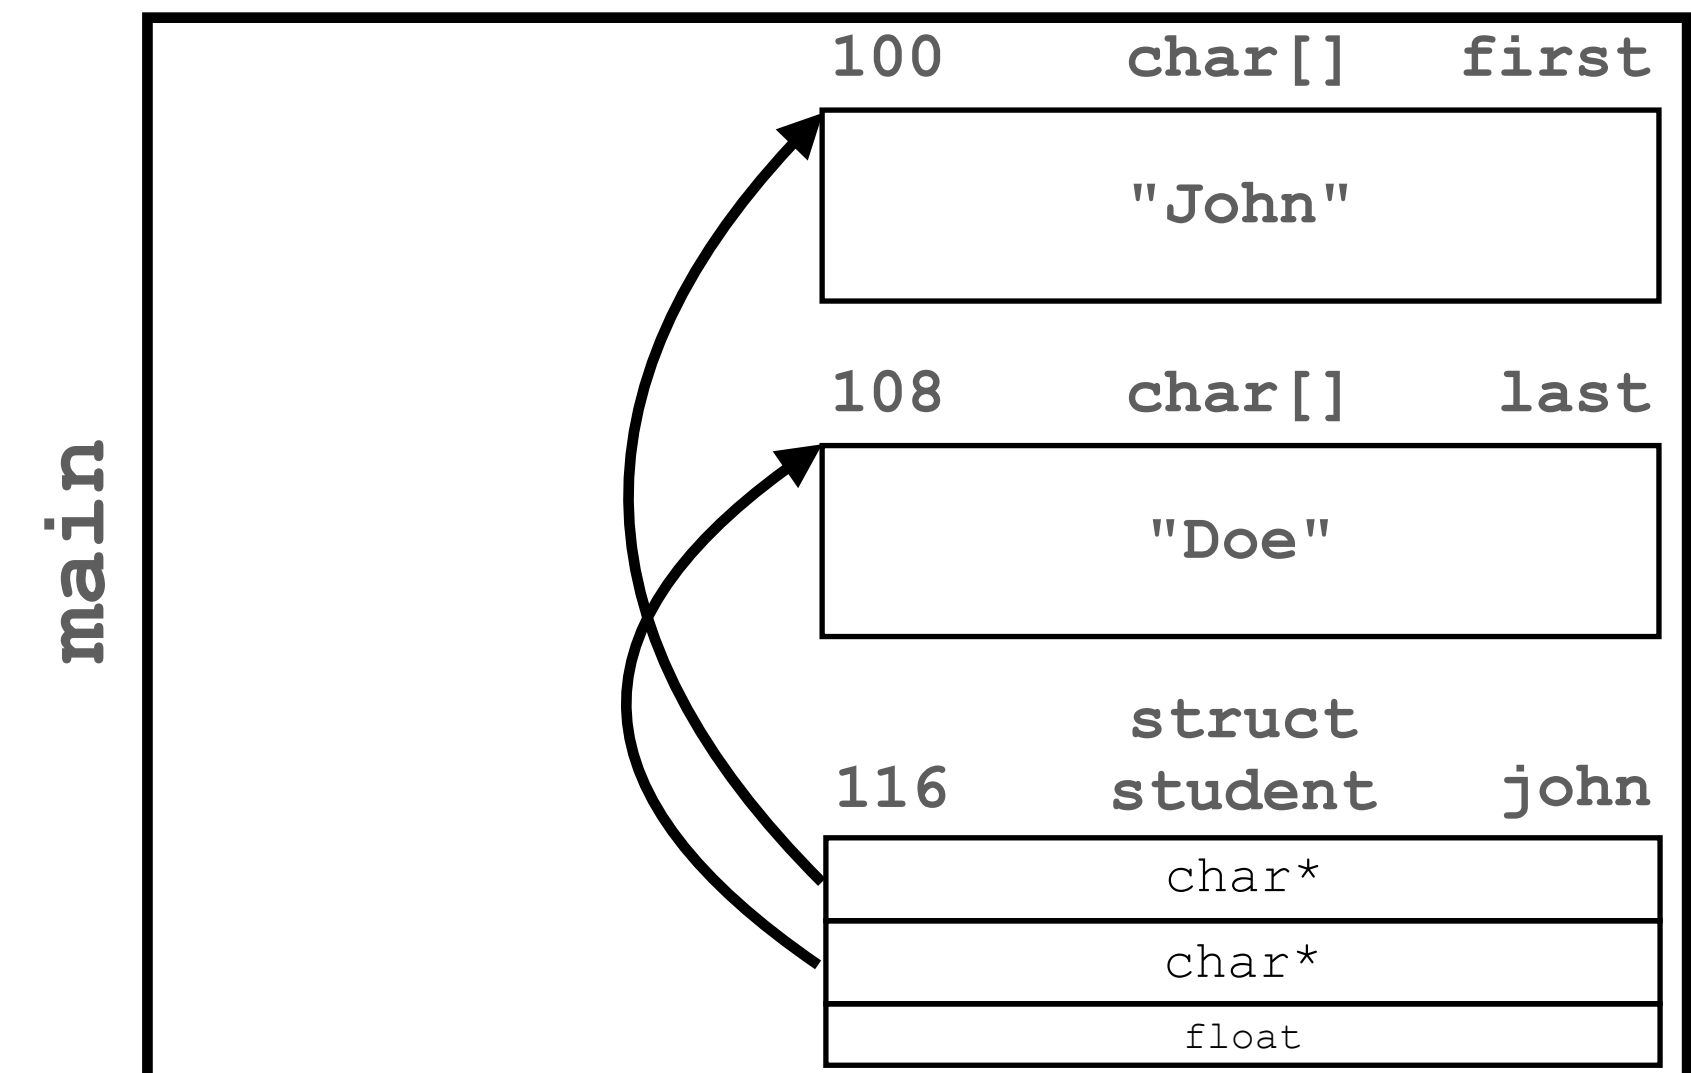 main
100 char[] first
"John"
108 char[] last
"Doe"
struct
116 student john
char*
char*
float